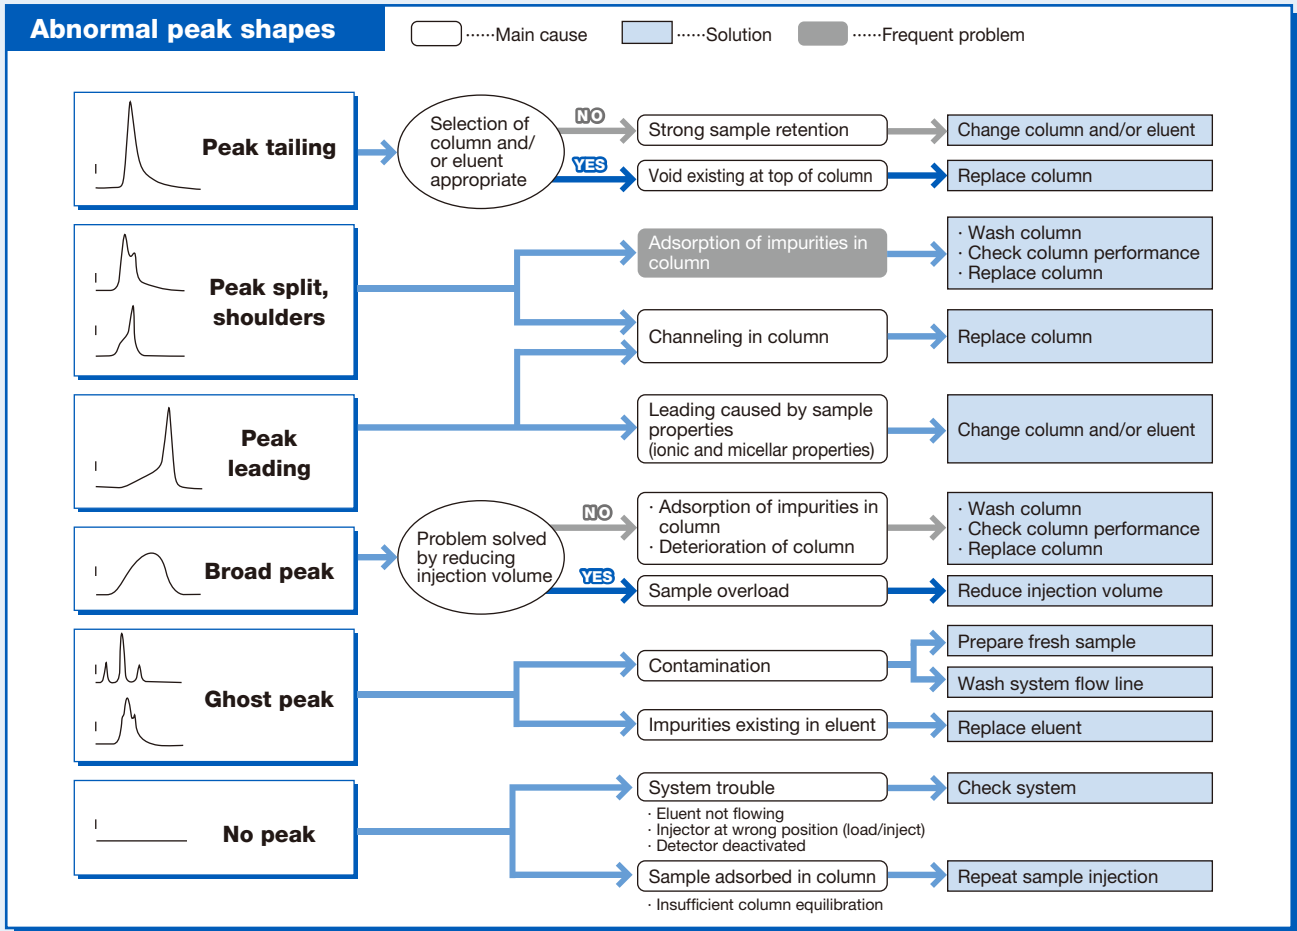 Abnormal peak shapes
······Main cause
······Solution
······Frequent problem
Peak tailing
Selection of
column and/
or eluent
appropriate
NO
Strong sample retention
Change column and/or eluent
YES
Void existing at top of column
Replace column
Peak split,
shoulders
Adsorption of impurities in
column
· Wash column
· Check column performance
· Replace column
Channeling in column
Replace column
Peak
leading
Leading caused by sample
properties
(ionic and micellar properties)
Change column and/or eluent
Broad peak
Problem solved
by reducing
injection volume
NO
· Adsorption of impurities in
column
· Deterioration of column
· Wash column
· Check column performance
· Replace column
YES
Sample overload
Reduce injection volume
Ghost peak
Contamination
Prepare fresh sample
Wash system flow line
Impurities existing in eluent
Replace eluent
No peak
System trouble
Check system
· Eluent not flowing
· Injector at wrong position (load/inject)
· Detector deactivated
Sample adsorbed in column
Repeat sample injection
· Insufficient column equilibration